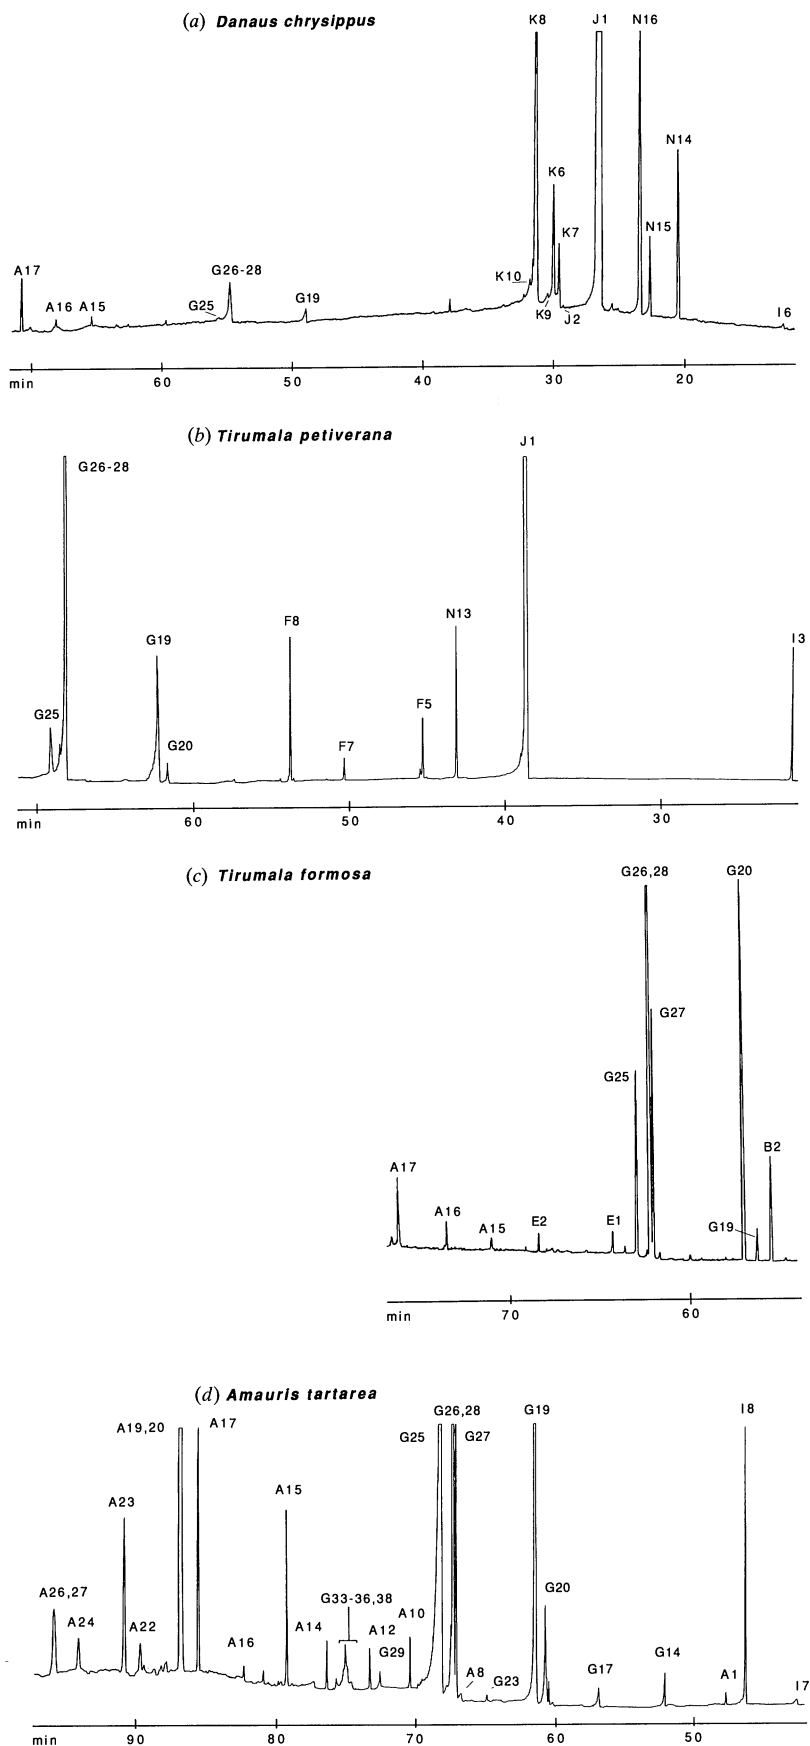 (a) Danaus chrysippus
K8 J1 N16
N14
K6
N15
K7
A17 G26-28
K10
A16 A15 G25 G19
K9 J2 I6
min 60 50 40 30 20
(b) Tirumala petiverana
J1
G26-28
F8 N13
G19 I3
G25 F5
G20 F7
min 60 50 40 30
(c) Tirumala formosa
G26,28 G20
G27
G25
B2
A17
A16 A15 E2 E1 G19
min 70 60
(d) Amauris tartarea
A19,20 A17 G25 G26,28 G27 G19 I8
A15
A23
A26,27 G33-36,38 G20
A24 A22 A14 A12 A10
A16 G29 A8 G23 G17 G14 A1 I7
min 90 80 70 60 50